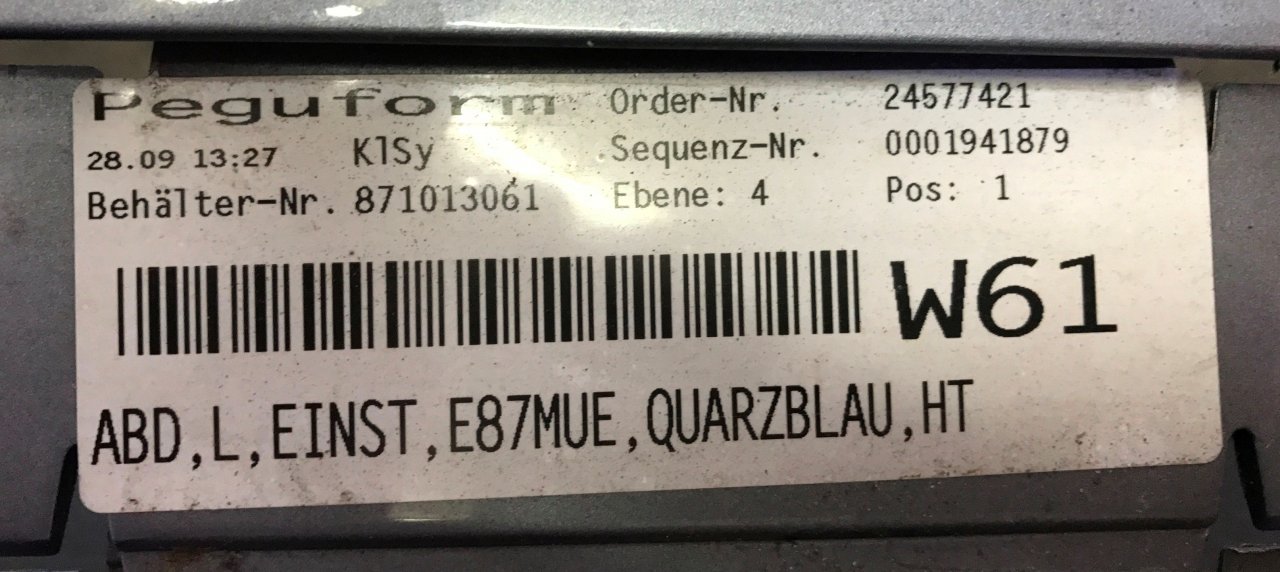 Peguform Order-Nr. 24577421
28.09 13:27 KlSy Sequenz-Nr. 0001941879
Behälter-Nr. 871013061 Ebene: 4 Pos: 1
W61
ABD,L,EINST,E87MUE,QUARZBLAU,HT